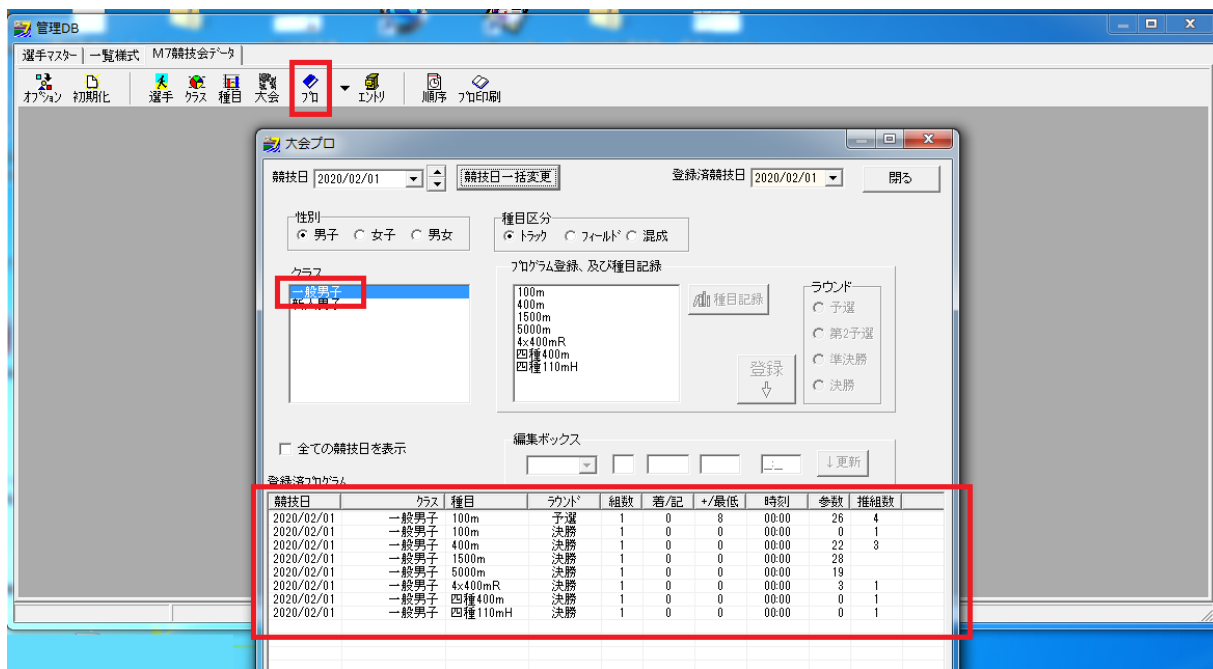 管理DB
選手マスター 一覧様式 M7競技会データ
オプション 初期化 選手 クラス 種目 大会 プロ エントリ 順序 プロ印刷
大会プロ
競技日 2020/02/01 競技日一括変更 登録済競技日 2020/02/01 閉る
性別 種目区分
男子 女子 男女 トラック フィールド 混成
クラス プログラム登録、及び種目記録
一般男子
新人男子
100m
400m
1500m
5000m
4x400mR
四種400m
四種110mH
種目記録
登録
ラウンド
予選
第2予選
準決勝
決勝
全ての競技日を表示
編集ボックス
_:_ ↓更新
登録済プログラム
競技日 クラス 種目 ラウンド 組数 着/記 +/最低 時刻 参数 推組数
2020/02/01 一般男子 100m 予選 1 0 8 00:00 26 4
2020/02/01 一般男子 100m 決勝 1 0 0 00:00 0 1
2020/02/01 一般男子 400m 決勝 1 0 0 00:00 22 3
2020/02/01 一般男子 1500m 決勝 1 0 0 00:00 28
2020/02/01 一般男子 5000m 決勝 1 0 0 00:00 19
2020/02/01 一般男子 4x400mR 決勝 1 0 0 00:00 3 1
2020/02/01 一般男子 四種400m 決勝 1 0 0 00:00 0 1
2020/02/01 一般男子 四種110mH 決勝 1 0 0 00:00 0 1